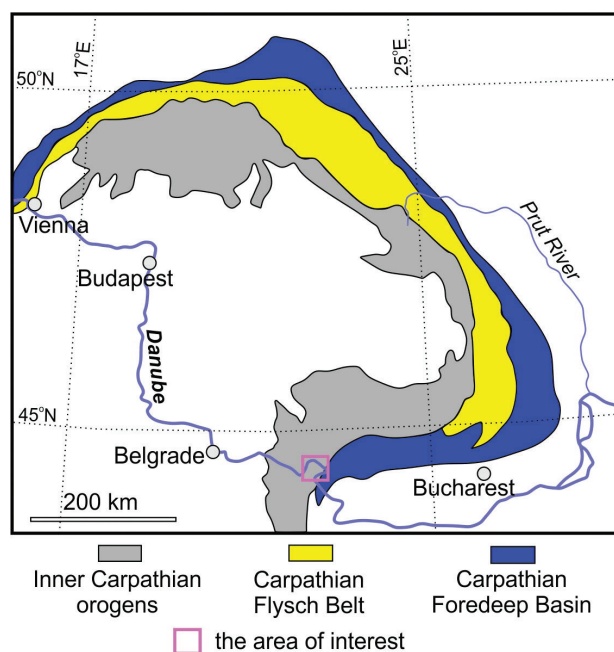 17°E
25°E
50°N
Vienna
Budapest
Prut River
Danube
45°N
Belgrade
Bucharest
200 km
Inner Carpathian
orogens
Carpathian
Flysch Belt
Carpathian
Foredeep Basin
the area of interest